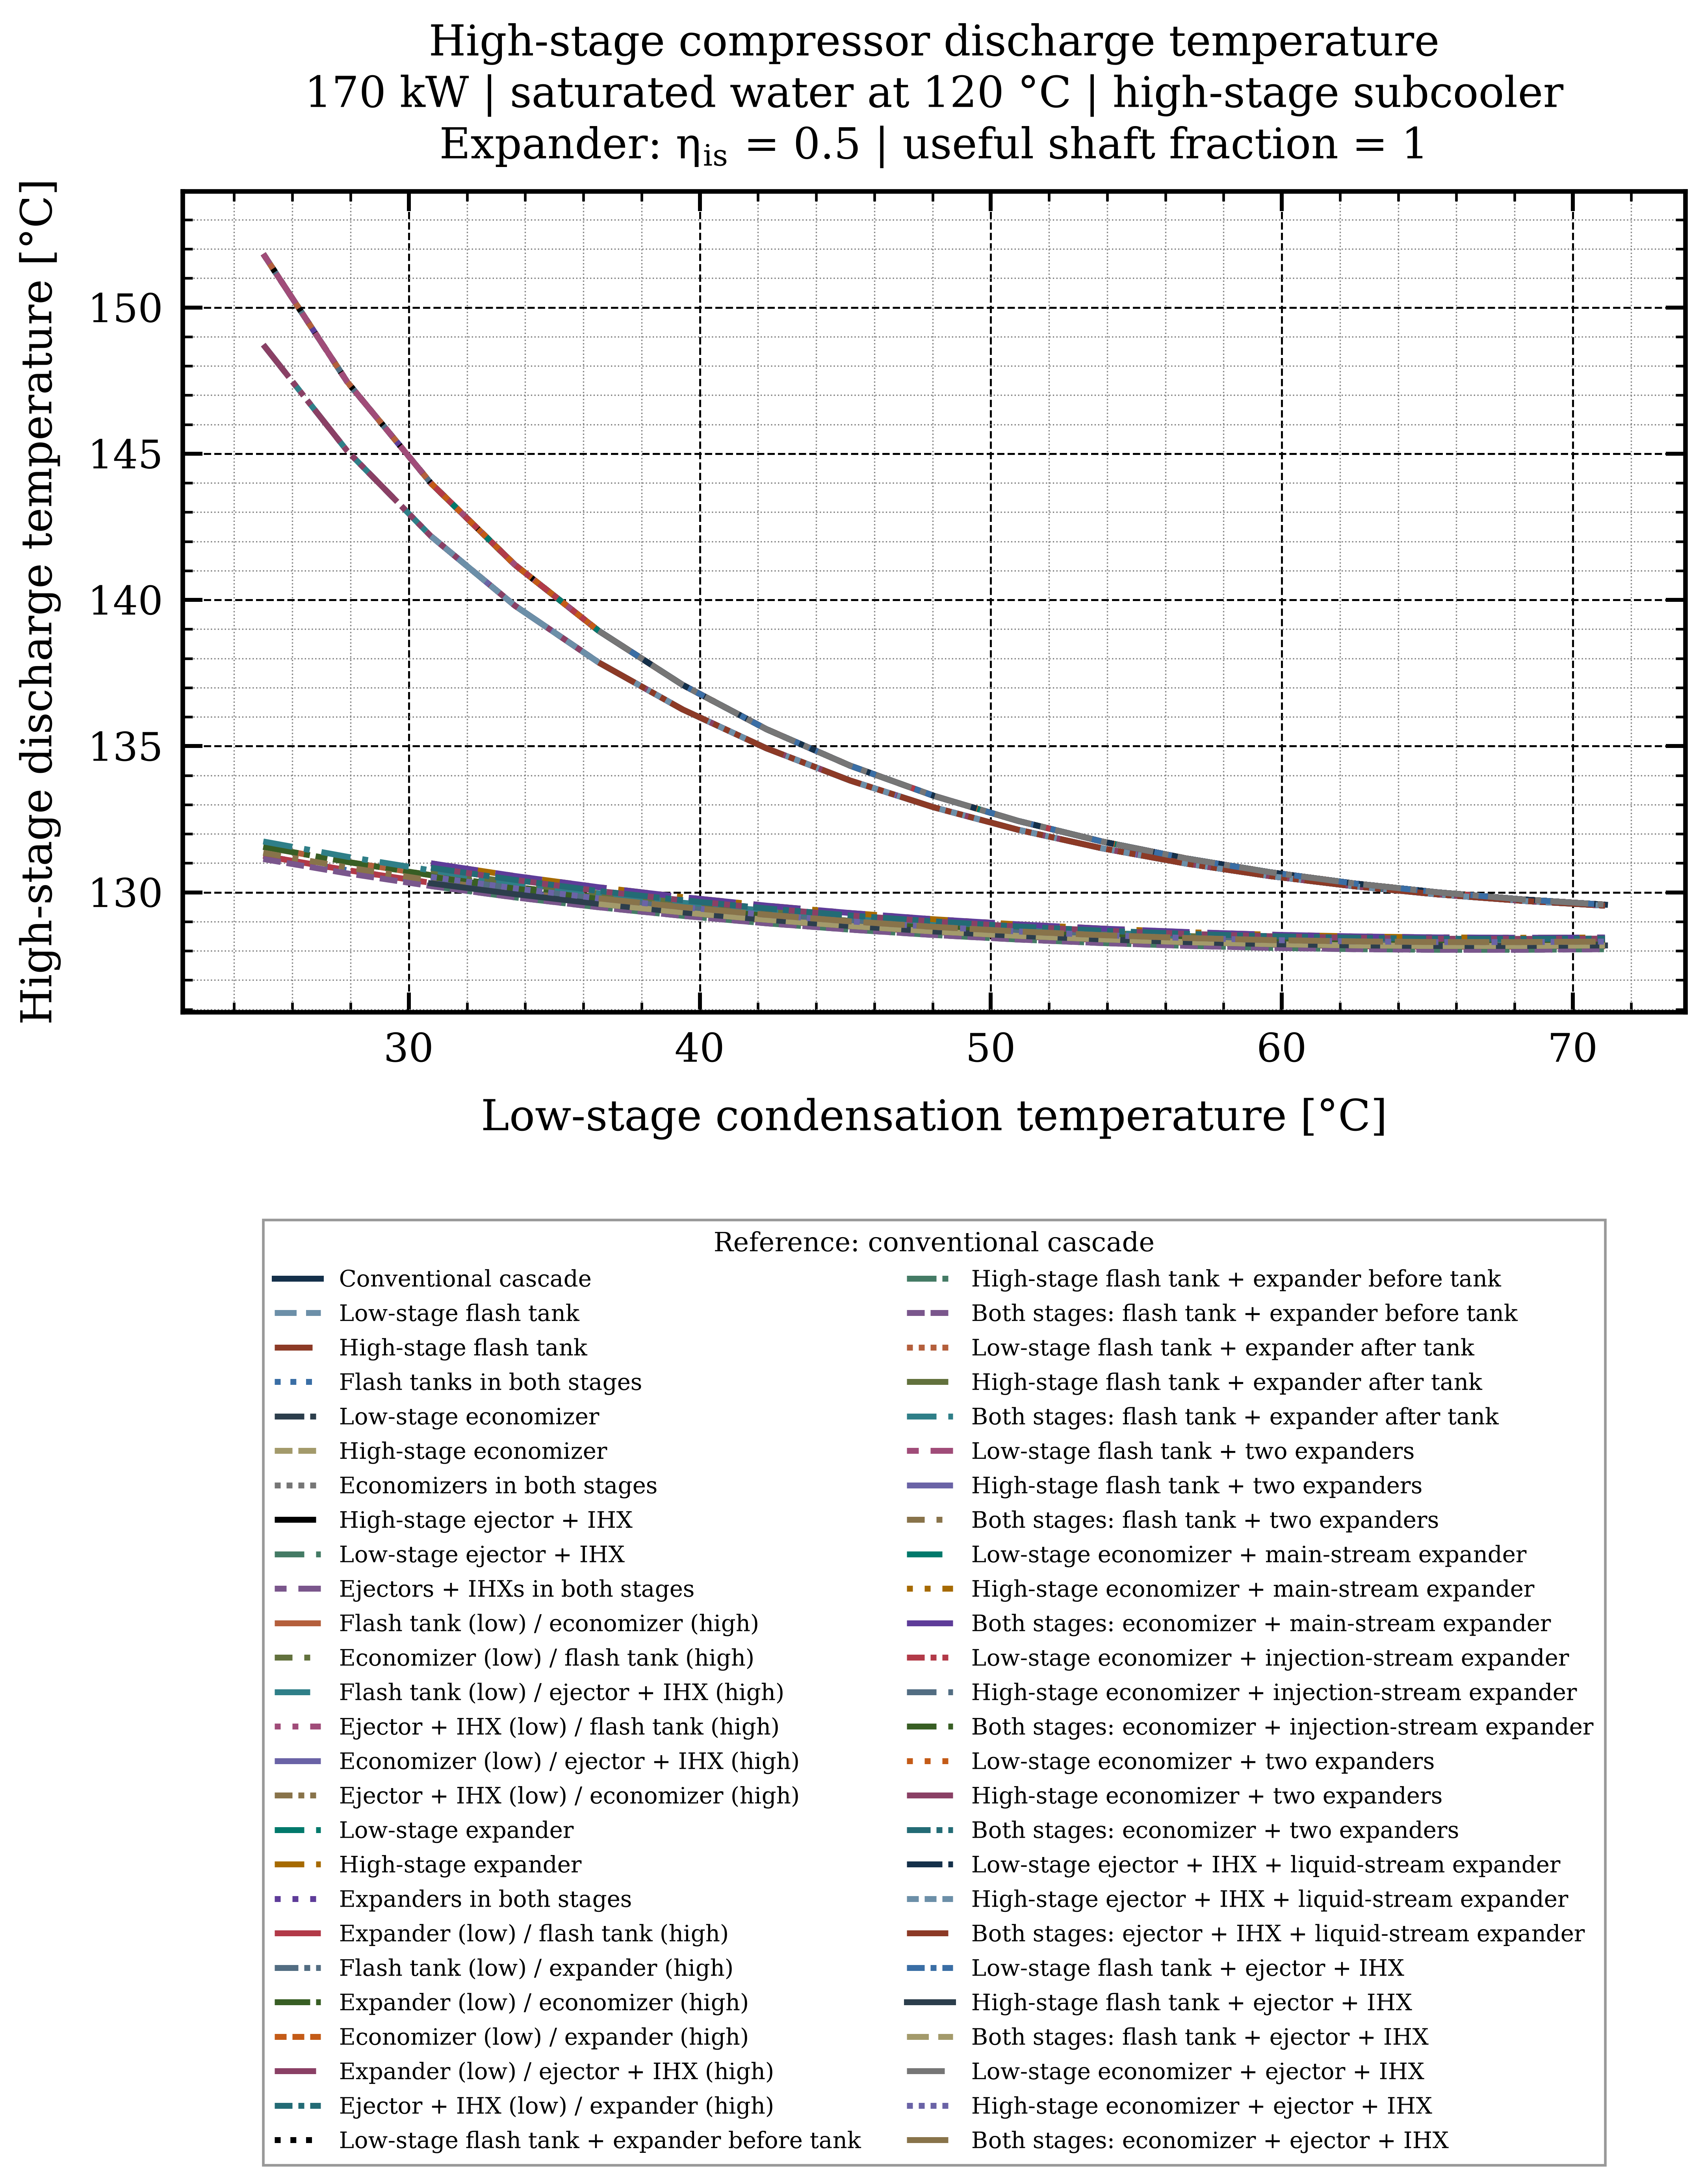 High-stage compressor discharge temperature
170 kW | saturated water at 120 °C | high-stage subcooler
Expander: ηis = 0.5 | useful shaft fraction = 1
High-stage discharge temperature [°C]
150
145
140
135
130
30 40 50 60 70
Low-stage condensation temperature [°C]
Reference: conventional cascade
Conventional cascade
Low-stage flash tank
High-stage flash tank
Flash tanks in both stages
Low-stage economizer
High-stage economizer
Economizers in both stages
High-stage ejector + IHX
Low-stage ejector + IHX
Ejectors + IHXs in both stages
Flash tank (low) / economizer (high)
Economizer (low) / flash tank (high)
Flash tank (low) / ejector + IHX (high)
Ejector + IHX (low) / flash tank (high)
Economizer (low) / ejector + IHX (high)
Ejector + IHX (low) / economizer (high)
Low-stage expander
High-stage expander
Expanders in both stages
Expander (low) / flash tank (high)
Flash tank (low) / expander (high)
Expander (low) / economizer (high)
Economizer (low) / expander (high)
Expander (low) / ejector + IHX (high)
Ejector + IHX (low) / expander (high)
Low-stage flash tank + expander before tank
High-stage flash tank + expander before tank
Both stages: flash tank + expander before tank
Low-stage flash tank + expander after tank
High-stage flash tank + expander after tank
Both stages: flash tank + expander after tank
Low-stage flash tank + two expanders
High-stage flash tank + two expanders
Both stages: flash tank + two expanders
Low-stage economizer + main-stream expander
High-stage economizer + main-stream expander
Both stages: economizer + main-stream expander
Low-stage economizer + injection-stream expander
High-stage economizer + injection-stream expander
Both stages: economizer + injection-stream expander
Low-stage economizer + two expanders
High-stage economizer + two expanders
Both stages: economizer + two expanders
Low-stage ejector + IHX + liquid-stream expander
High-stage ejector + IHX + liquid-stream expander
Both stages: ejector + IHX + liquid-stream expander
Low-stage flash tank + ejector + IHX
High-stage flash tank + ejector + IHX
Both stages: flash tank + ejector + IHX
Low-stage economizer + ejector + IHX
High-stage economizer + ejector + IHX
Both stages: economizer + ejector + IHX